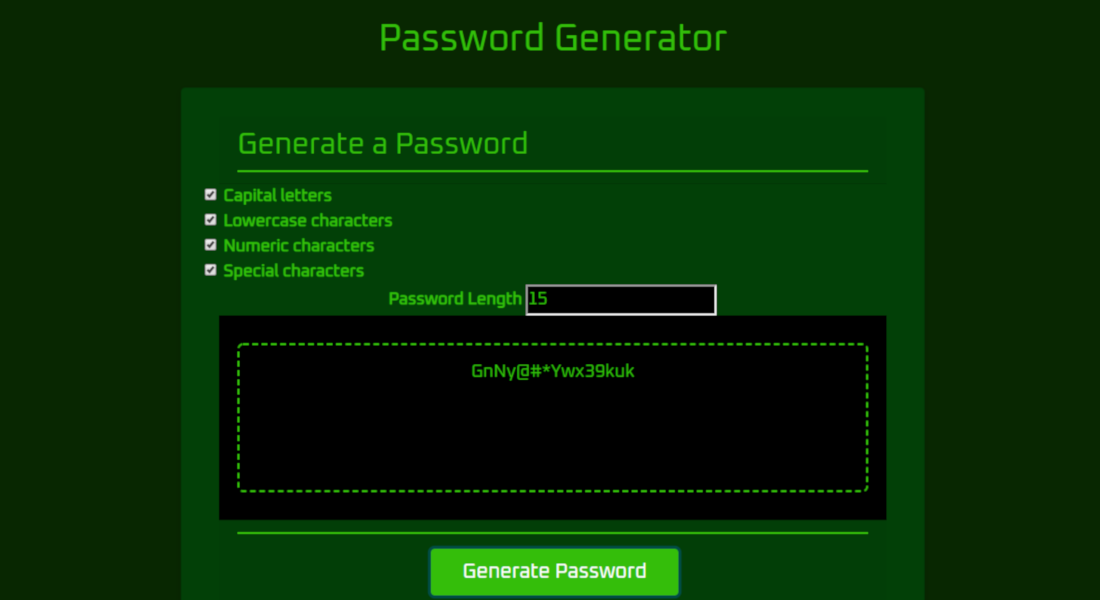 Password Generator
Generate a Password
Capital letters
Lowercase characters
Numeric characters
Special characters
Password Length 15
GnNy@#*Ywx39kuk
Generate Password